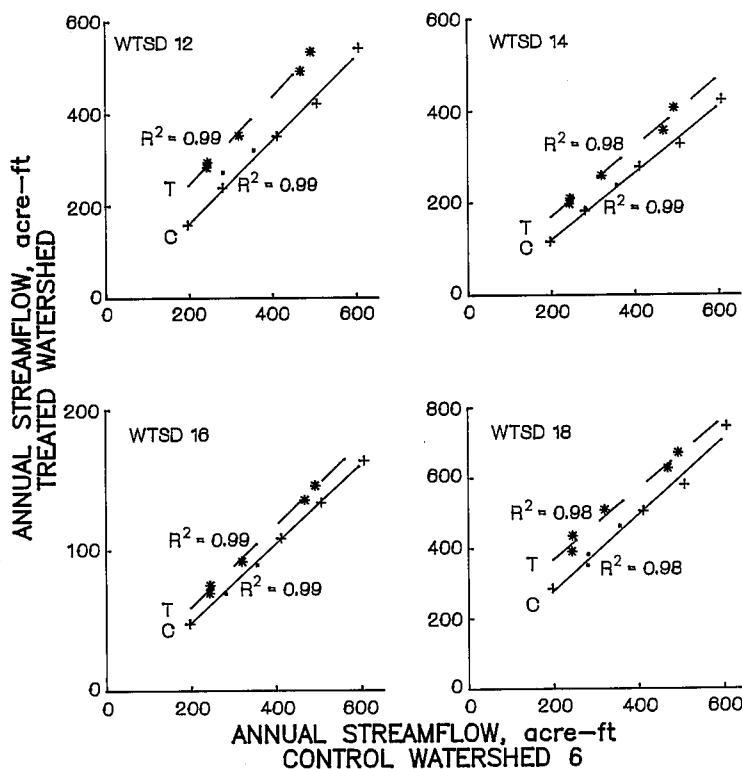 ANNUAL STREAMFLOW, acre-ft
TREATED WATERSHED
WTSD 12
600
400
200
0
R² = 0.99
T
R² = 0.99
C
200 400 600
WTSD 14
600
400
200
0
R² = 0.98
T
R² = 0.99
C
0 200 400 600
WTSD 16
200
100
0
R² = 0.99
T
R² = 0.99
C
200 400 600
WTSD 18
800
600
400
200
0
R² = 0.98
T
R² = 0.98
C
0 200 400 600
ANNUAL STREAMFLOW, acre-ft
CONTROL WATERSHED 6